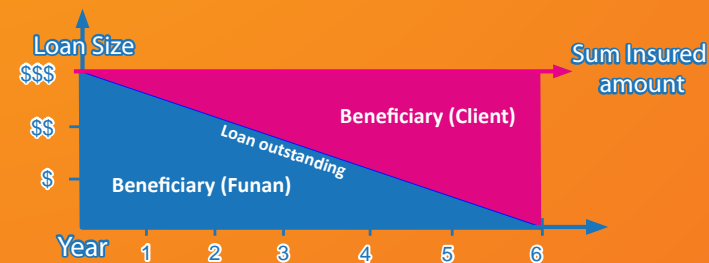 Loan Size
Sum Insured
amount
$$$
$$
$
Beneficiary (Client)
Loan outstanding
Beneficiary (Funan)
Year
1
2
3
4
5
6